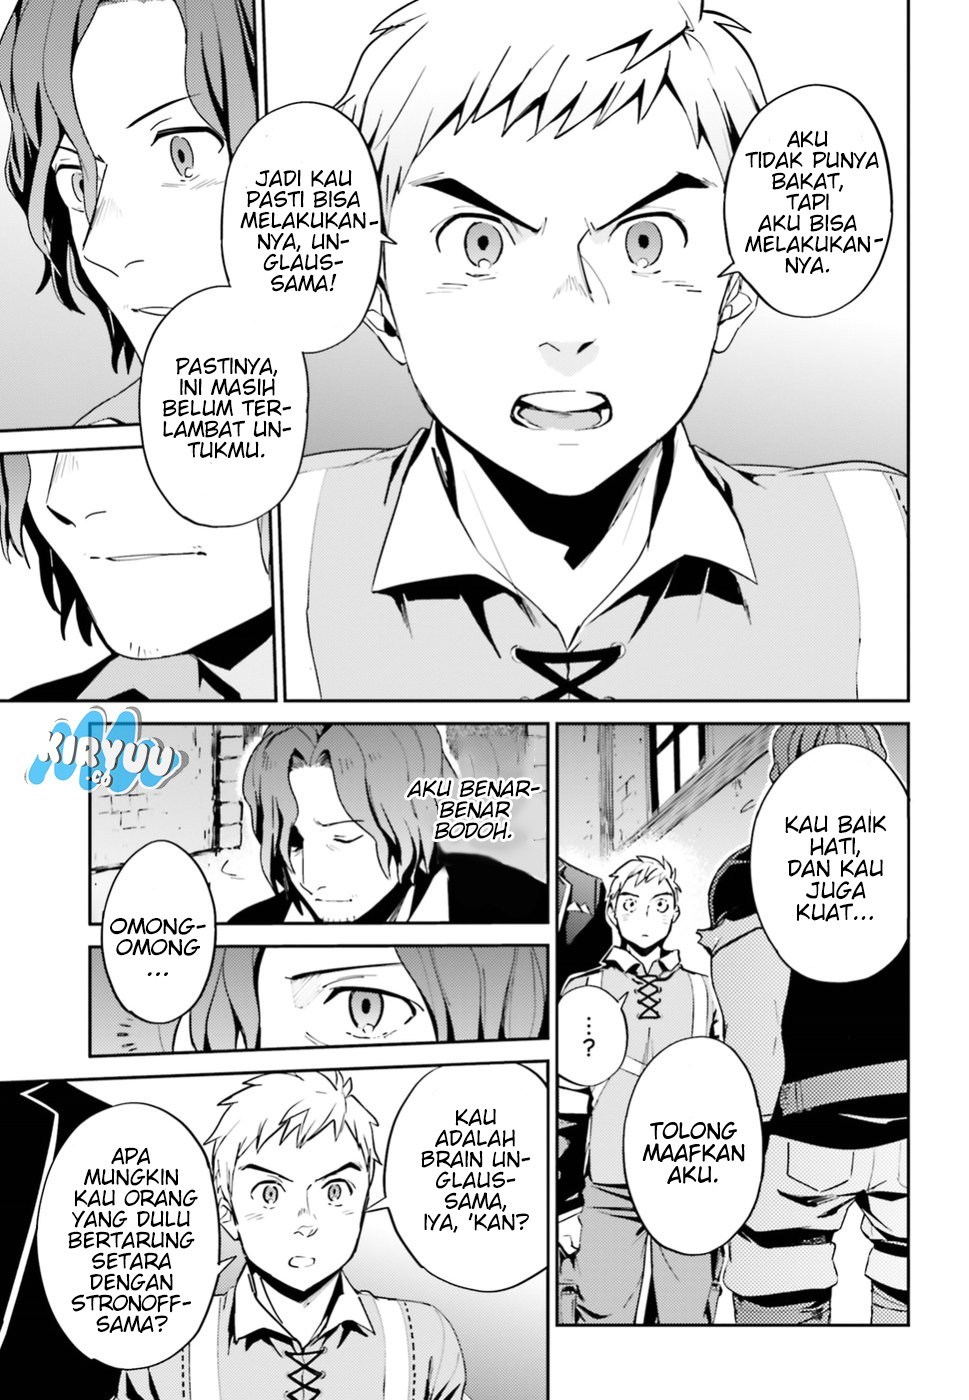 AKU
TIDAK PUNYA
BAKAT,
TAPI
AKU BISA
MELAKUKAN-
NYA.
JADI KAU
PASTI BISA
MELAKUKAN-
NYA, UN-
GLAUS-
SAMA!
PASTINYA,
INI MASIH
BELUM TER-
LAMBAT UN-
TUKMU.
KAU BAIK
HATI,
DAN KAU
JUGA
KUAT...
...?
TOLONG
MAAFKAN
AKU.
AKU BENAR-
BENAR
BODOH.
OMONG-
OMONG
...
KAU
ADALAH
BRAIN UN-
GLAUS-
SAMA,
IYA, 'KAN?
APA
MUNGKIN
KAU ORANG
YANG DULU
BERTARUNG
SETARA
DENGAN
STRONOFF-
SAMA?
KIRYUU
.CO